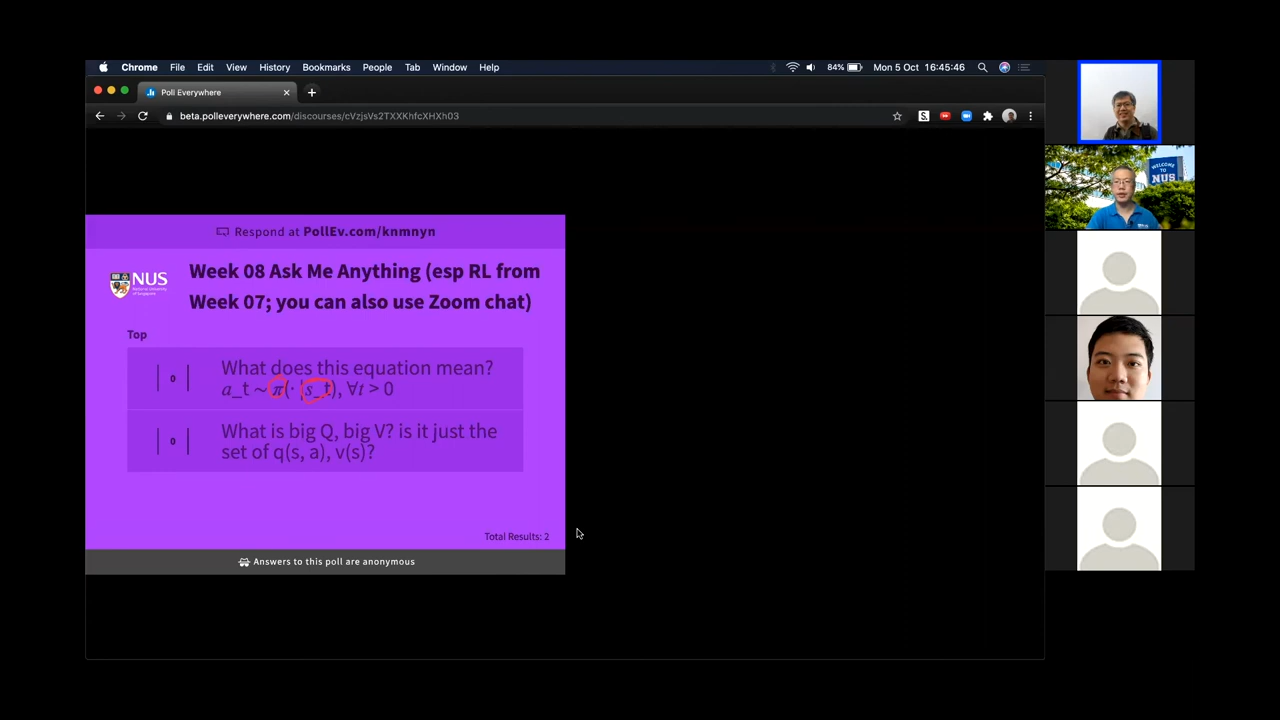 Chrome File Edit View History Bookmarks People Tab Window Help 84% Mon 5 Oct 16:45:46
Poll Everywhere
beta.polleverywhere.com/discourses/cVzjsVs2TXXKhfcXHXh03
WELCOME
TO
NUS
Respond at PollEv.com/knmnyn
NUS
National University
of Singapore
Week 08 Ask Me Anything (esp RL from
Week 07; you can also use Zoom chat)
Top
0
What does this equation mean?
a_t ~ π(· |s_t), ∀t > 0
0
What is big Q, big V? is it just the
set of q(s, a), v(s)?
Total Results: 2
Answers to this poll are anonymous